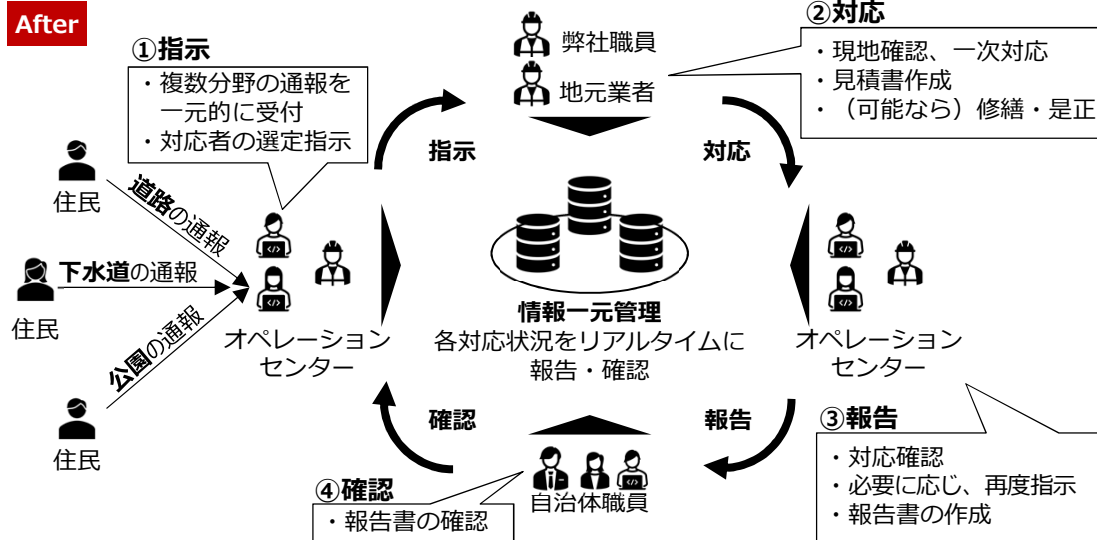 After
①指示
・複数分野の通報を
一元的に受付
・対応者の選定指示
弊社職員
地元業者
②対応
・現地確認、一次対応
・見積書作成
・（可能なら）修繕・是正
指示
対応
住民
道路の通報
住民
下水道の通報
住民
公園の通報
オペレーション
センター
情報一元管理
各対応状況をリアルタイムに
報告・確認
オペレーション
センター
確認
報告
③報告
・対応確認
・必要に応じ、再度指示
・報告書の作成
④確認
・報告書の確認
自治体職員